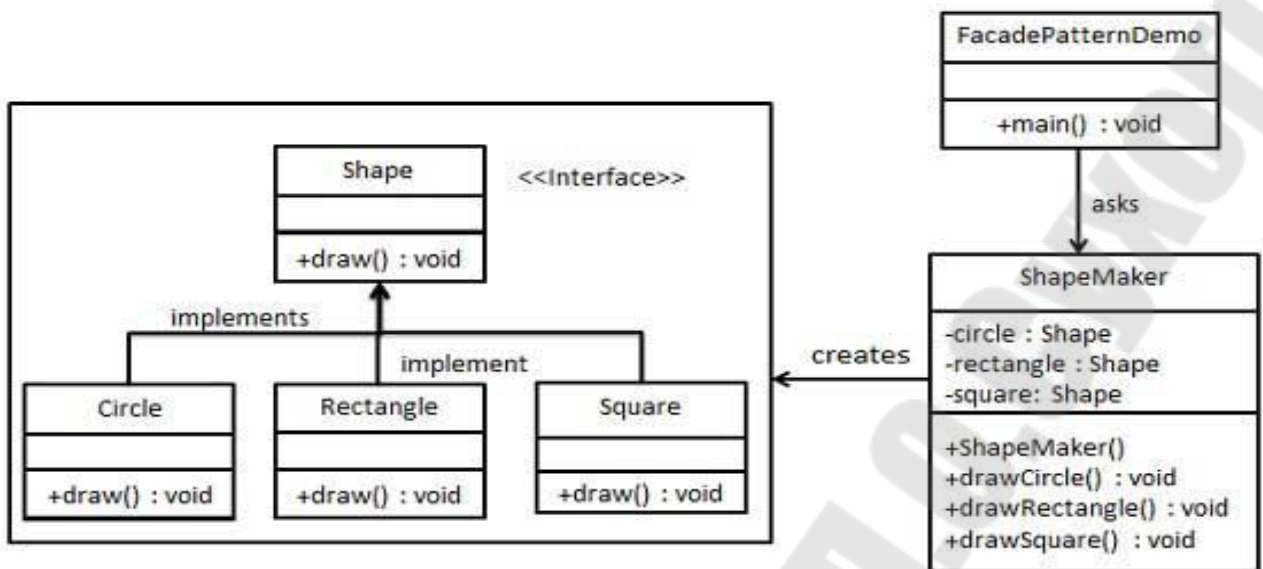 FacadePatternDemo
+main() : void
asks
Shape
<<Interface>>
+draw() : void
implements
implement
Circle
+draw() : void
Rectangle
+draw() : void
Square
+draw() : void
creates
ShapeMaker
-circle : Shape
-rectangle : Shape
-square: Shape
+ShapeMaker()
+drawCircle() : void
+drawRectangle() : void
+drawSquare() : void